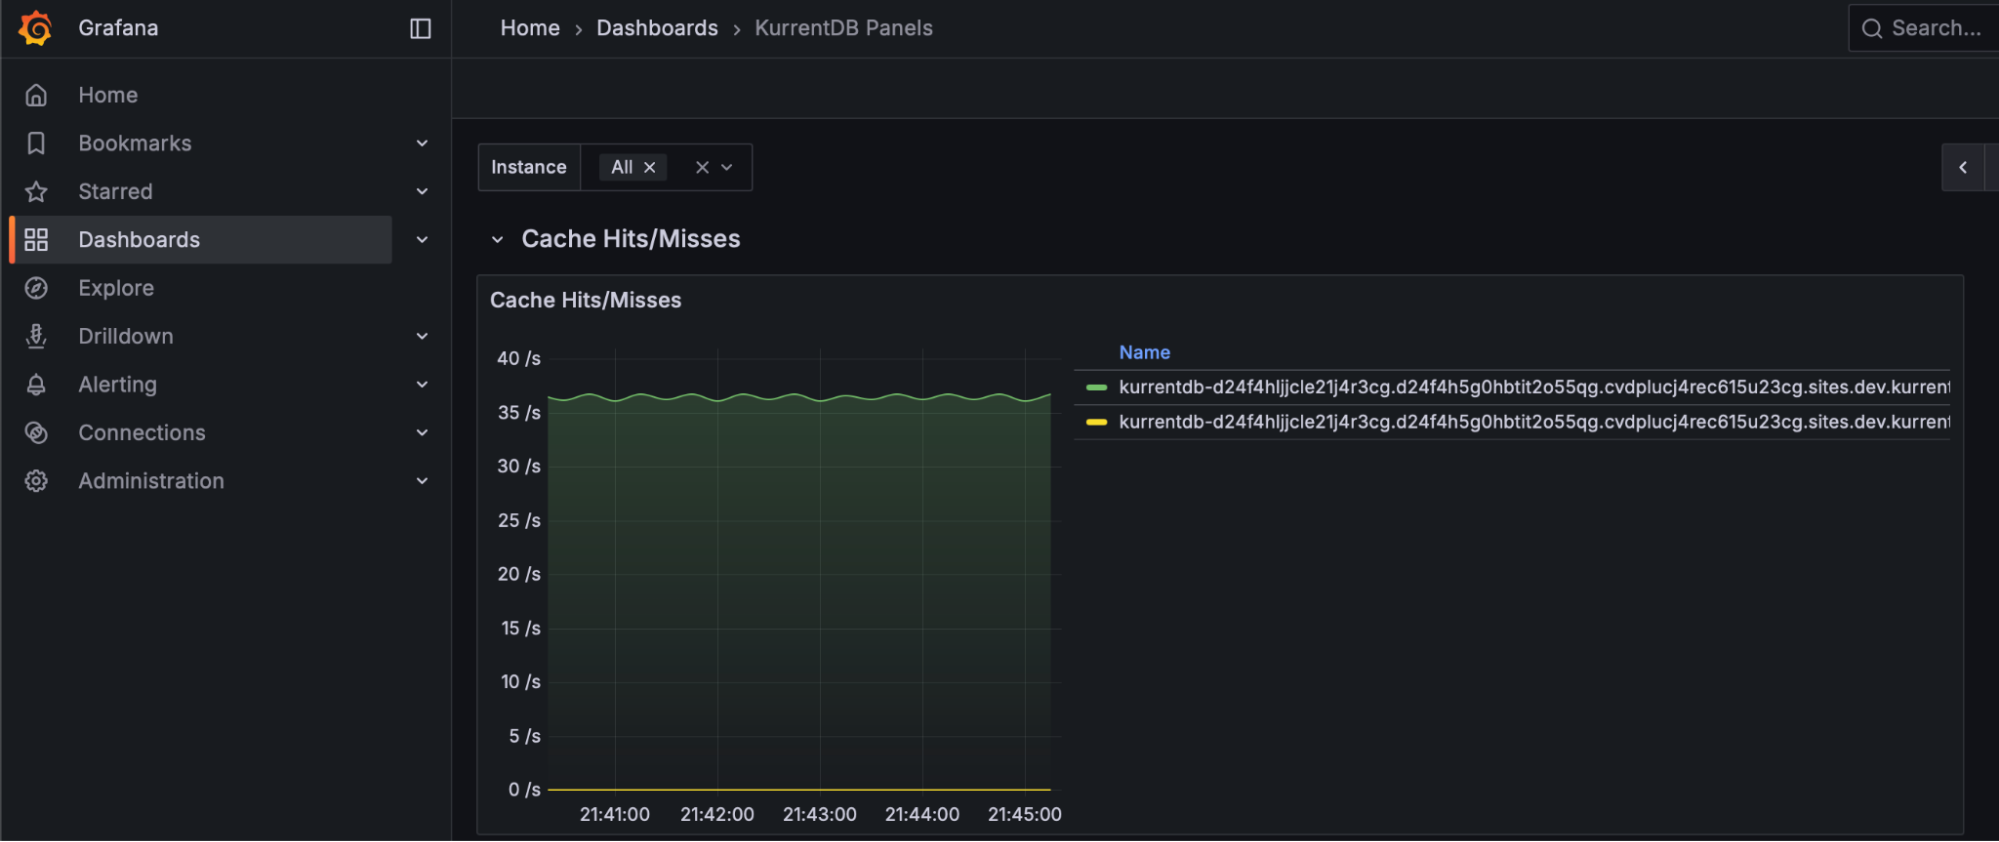 Grafana
Home › Dashboards › KurrentDB Panels
Search...
Home
Bookmarks
Starred
Dashboards
Explore
Drilldown
Alerting
Connections
Administration
Instance All
Cache Hits/Misses
Cache Hits/Misses
40 /s
35 /s
30 /s
25 /s
20 /s
15 /s
10 /s
5 /s
0 /s
21:41:00 21:42:00 21:43:00 21:44:00 21:45:00
Name
kurrentdb-d24f4hljjcle21j4r3cg.d24f4h5g0hbtit2o55qg.cvdplucj4rec615u23cg.sites.dev.kurrent
kurrentdb-d24f4hljjcle21j4r3cg.d24f4h5g0hbtit2o55qg.cvdplucj4rec615u23cg.sites.dev.kurrent